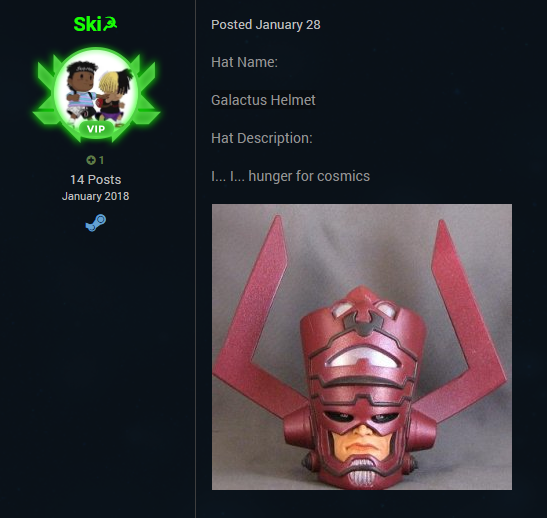 Ski☭
VIP
1
14 Posts
January 2018
Posted January 28
Hat Name:
Galactus Helmet
Hat Description:
I... I... hunger for cosmics